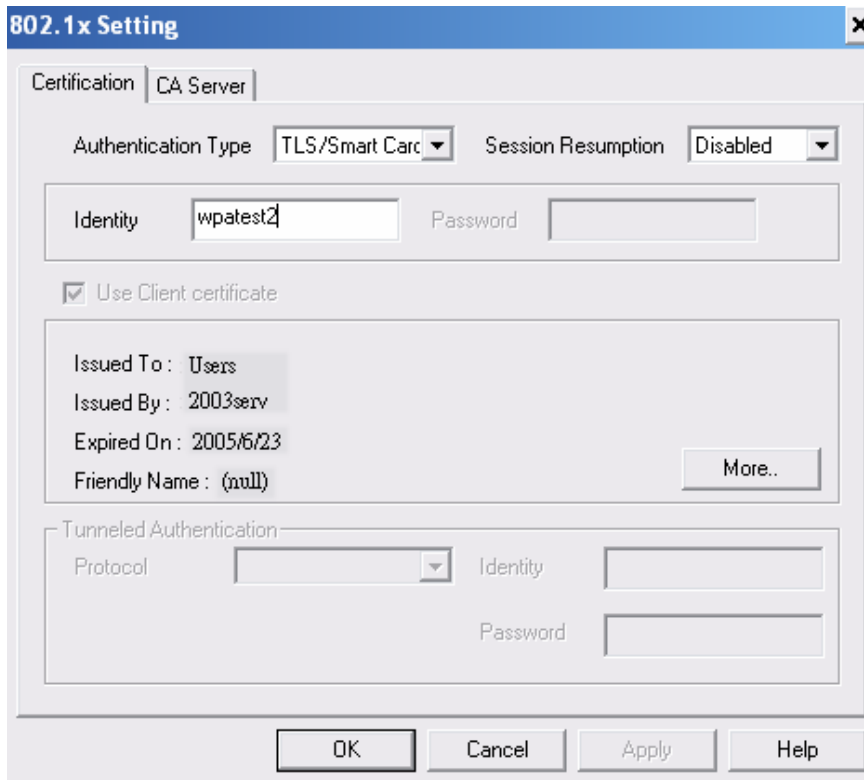 802.1x Setting
Certification CA Server
Authentication Type TLS/Smart Carc Session Resumption Disabled
Identity wpatest2 Password
Use Client certificate
Issued To : Users
Issued By : 2003serv
Expired On : 2005/6/23
Friendly Name : (null)
More..
Tunneled Authentication
Protocol Identity
Password
OK Cancel Apply Help